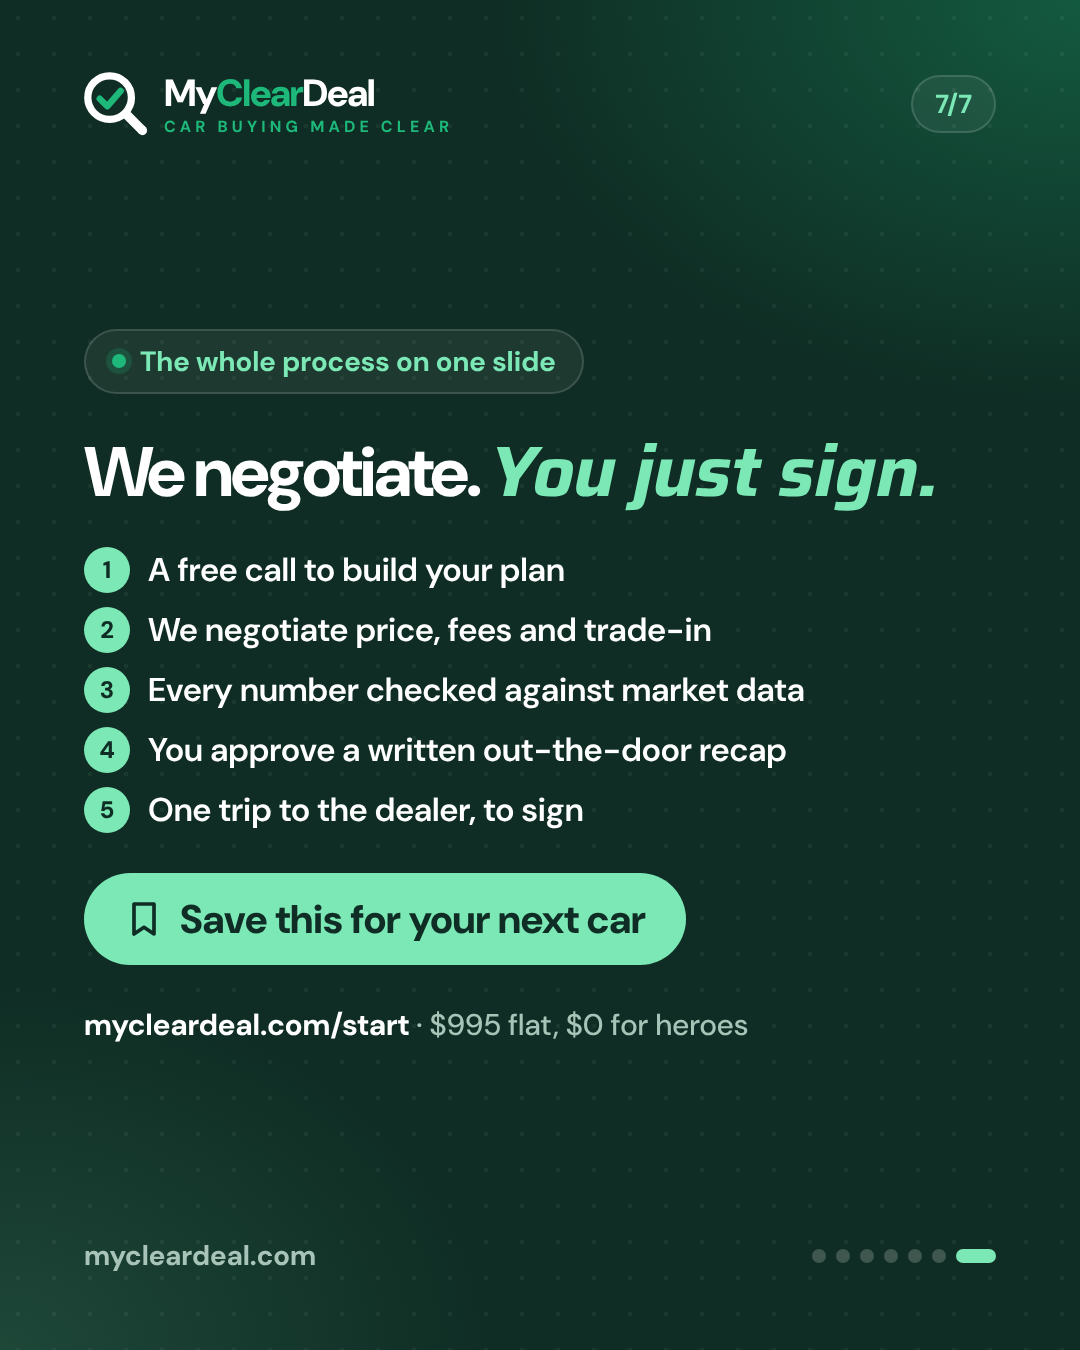 MyClearDeal
CAR BUYING MADE CLEAR
7/7
The whole process on one slide
We negotiate. You just sign.
1 A free call to build your plan
2 We negotiate price, fees and trade-in
3 Every number checked against market data
4 You approve a written out-the-door recap
5 One trip to the dealer, to sign
Save this for your next car
mycleardeal.com/start · $995 flat, $0 for heroes
mycleardeal.com